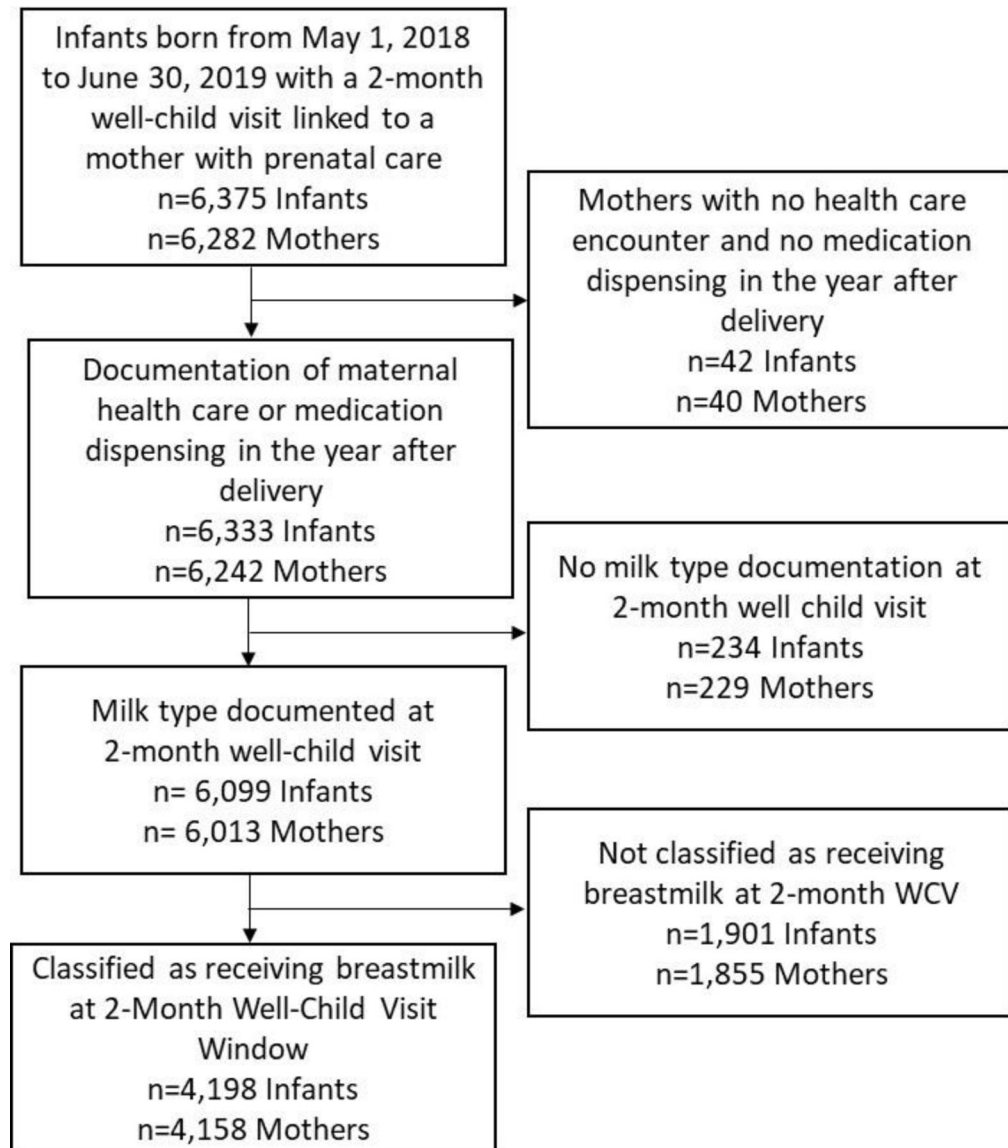 Infants born from May 1, 2018
to June 30, 2019 with a 2-month
well-child visit linked to a
mother with prenatal care
n=6,375 Infants
n=6,282 Mothers
Mothers with no health care
encounter and no medication
dispensing in the year after
delivery
n=42 Infants
n=40 Mothers
Documentation of maternal
health care or medication
dispensing in the year after
delivery
n=6,333 Infants
n=6,242 Mothers
No milk type documentation at
2-month well child visit
n=234 Infants
n=229 Mothers
Milk type documented at
2-month well-child visit
n= 6,099 Infants
n= 6,013 Mothers
Not classified as receiving
breastmilk at 2-month WCV
n=1,901 Infants
n=1,855 Mothers
Classified as receiving breastmilk
at 2-Month Well-Child Visit
Window
n=4,198 Infants
n=4,158 Mothers